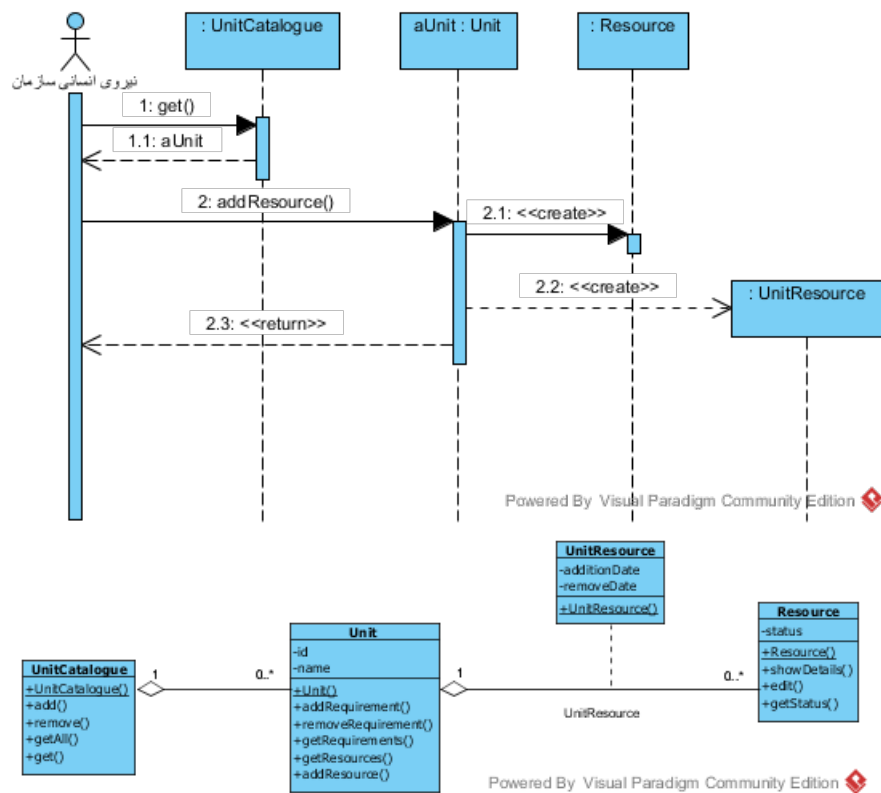 : UnitCatalogue
aUnit : Unit
: Resource
نیروی انسانی سازمان
1: get()
1.1: aUnit
2: addResource()
2.1: <<create>>
2.2: <<create>>
: UnitResource
2.3: <<return>>
Powered By Visual Paradigm Community Edition
UnitResource
-additionDate
-removeDate
+UnitResource()
Resource
-status
+Resource()
+showDetails()
+edit()
+getStatus()
Unit
-id
-name
+Unit()
+addRequirement()
+removeRequirement()
+getRequirements()
+getResources()
+addResource()
UnitCatalogue
+UnitCatalogue()
+add()
+remove()
+getAll()
+get()
1
0..*
1
0..*
UnitResource
Powered By Visual Paradigm Community Edition